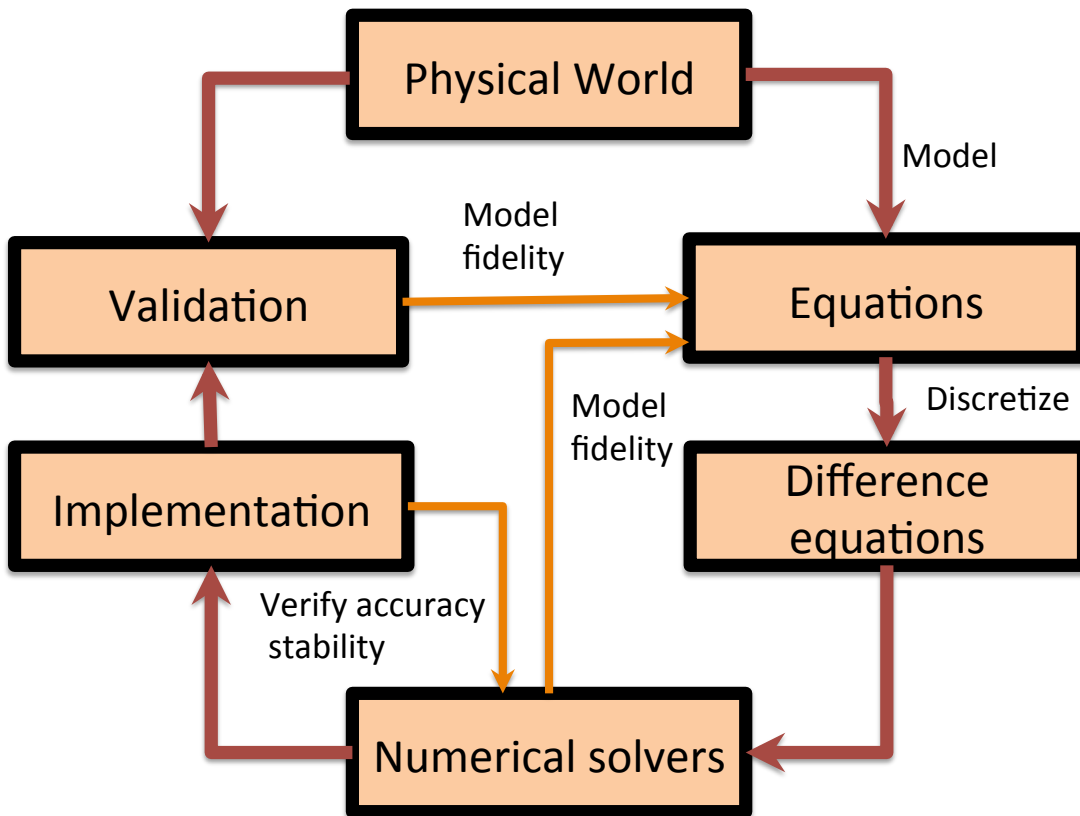 Physical World
Model
Model
fidelity
Validation
Equations
Model
fidelity
Discretize
Implementation
Difference
equations
Verify accuracy
stability
Numerical solvers